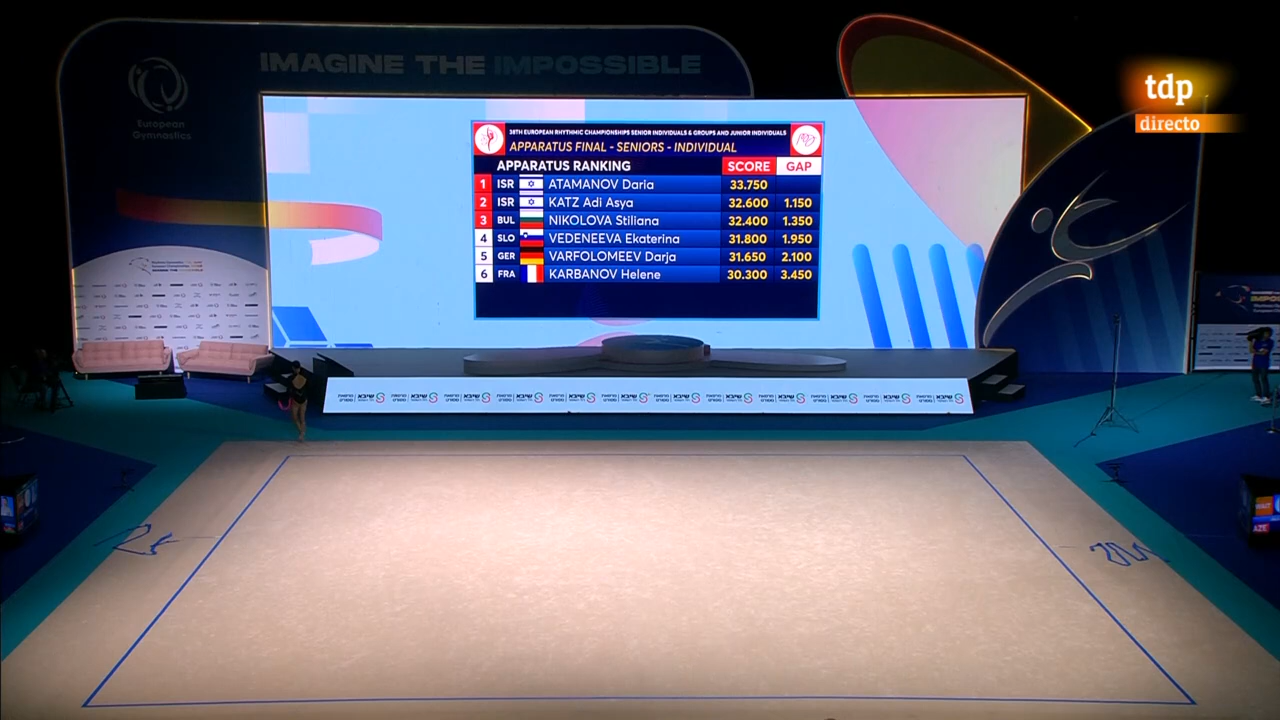 IMAGINE THE IMPOSSIBLE
European
Gymnastics
tdp
directo
38TH EUROPEAN RHYTHMIC CHAMPIONSHIPS SENIOR INDIVIDUALS & GROUPS AND JUNIOR INDIVIDUALS
APPARATUS FINAL - SENIORS - INDIVIDUAL
APPARATUS RANKING SCORE GAP
1 ISR ATAMANOV Daria 33.750
2 ISR KATZ Adi Asya 32.600 1.150
3 BUL NIKOLOVA Stiliana 32.400 1.350
4 SLO VEDENEEVA Ekaterina 31.800 1.950
5 GER VARFOLOMEEV Darja 31.650 2.100
6 FRA KARBANOV Helene 30.300 3.450
שיבא
AZE